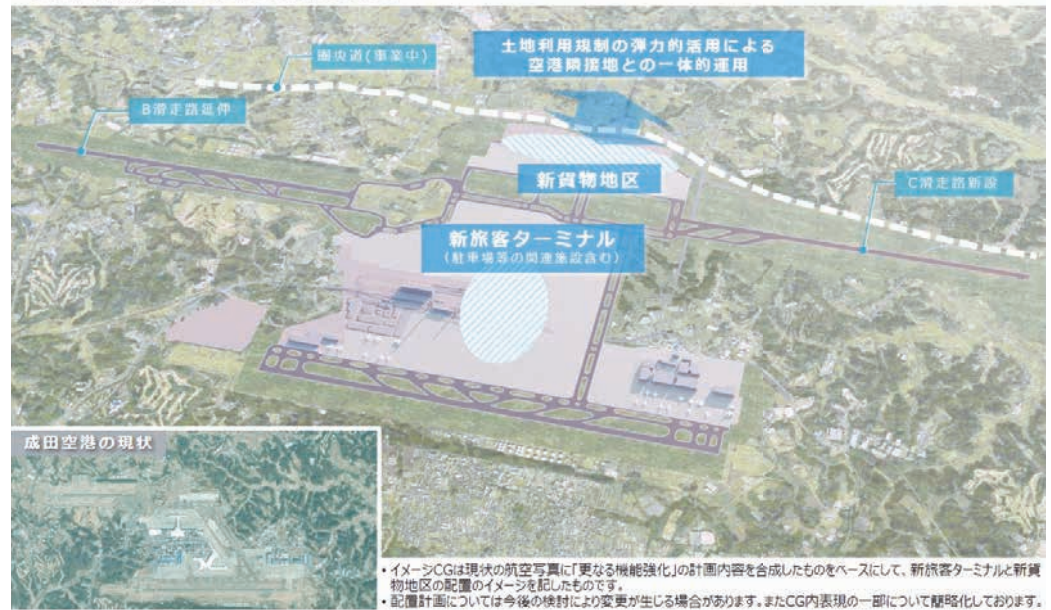 土地利用規制の弾力的活用による
空港隣接地との一体的運用
圏央道(事業中)
B滑走路延伸
新貨物地区
C滑走路新設
新旅客ターミナル
(駐車場等の関連施設含む)
成田空港の現状
・イメージCGは現状の航空写真に「更なる機能強化」の計画内容を合成したものをベースにして、新旅客ターミナルと新貨
物地区の配置のイメージを記したものです。
・配置計画については今後の検討により変更が生じる場合があります。またCG内表現の一部について簡略化しております。